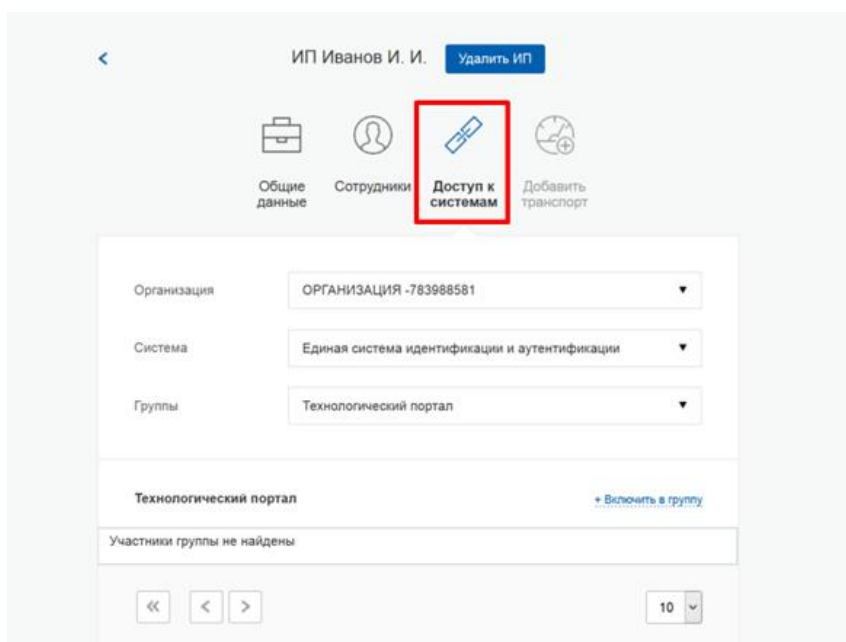 ИП Иванов И. И.
Удалить ИП
Общие
данные
Сотрудники
Доступ к
системам
Добавить
транспорт
Организация
ОРГАНИЗАЦИЯ -783988581
Система
Единая система идентификации и аутентификации
Группы
Технологический портал
Технологический портал
+ Включить в группу
Участники группы не найдены
10